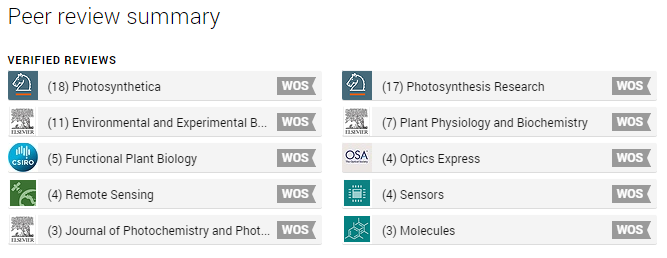 Peer review summary
VERIFIED REVIEWS
(18) Photosynthetica WOS
(17) Photosynthesis Research WOS
ELSEVIER (11) Environmental and Experimental B... WOS
ELSEVIER (7) Plant Physiology and Biochemistry WOS
CSIRO (5) Functional Plant Biology WOS
OSA (4) Optics Express WOS
(4) Remote Sensing WOS
(4) Sensors WOS
ELSEVIER (3) Journal of Photochemistry and Phot... WOS
(3) Molecules WOS